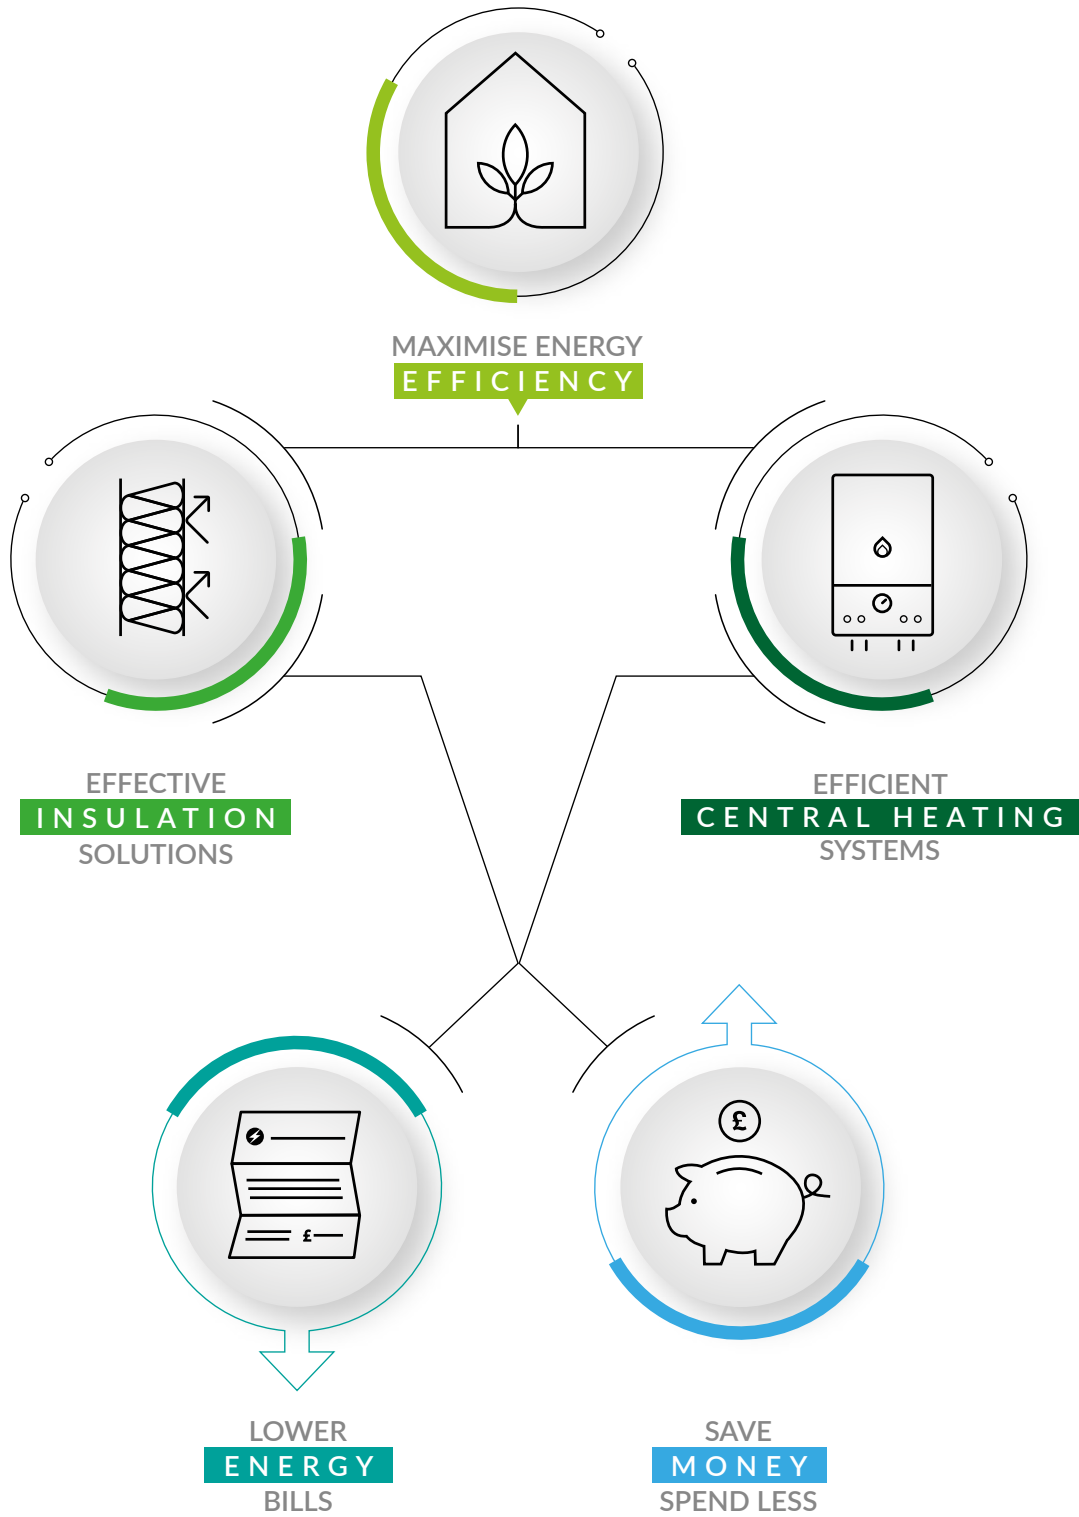 MAXIMISE ENERGY
EFFICIENCY
EFFECTIVE
INSULATION
SOLUTIONS
EFFICIENT
CENTRAL HEATING
SYSTEMS
£
£
LOWER
ENERGY
BILLS
SAVE
MONEY
SPEND LESS